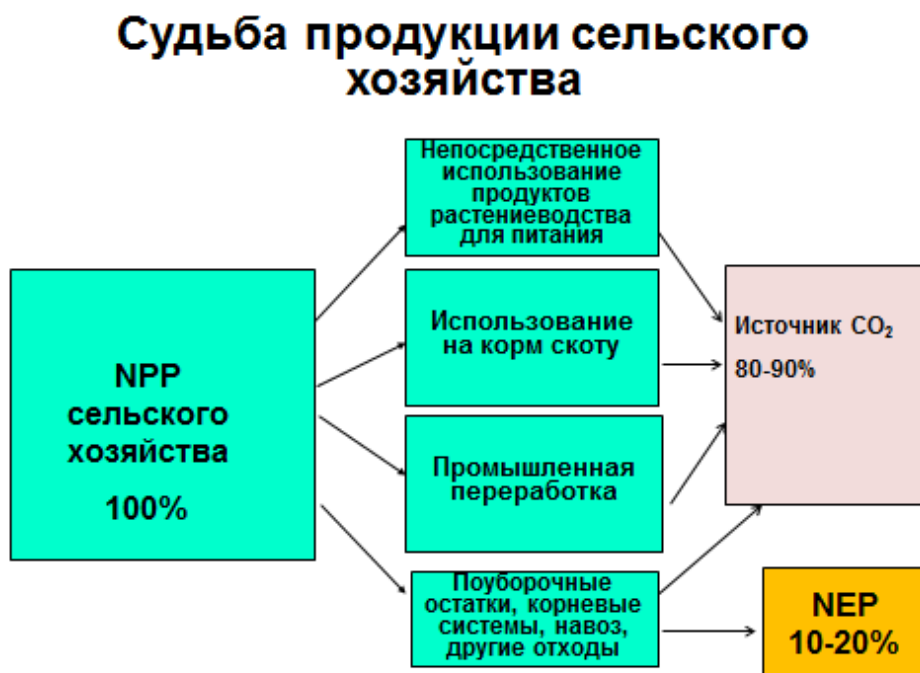 Судьба продукции сельского
хозяйства
NPP
сельского
хозяйства
100%
Непосредственное
использование
продуктов
растениеводства
для питания
Использование
на корм скоту
Промышленная
переработка
Поуборочные
остатки, корневые
системы, навоз,
другие отходы
Источник CO₂
80-90%
NEP
10-20%